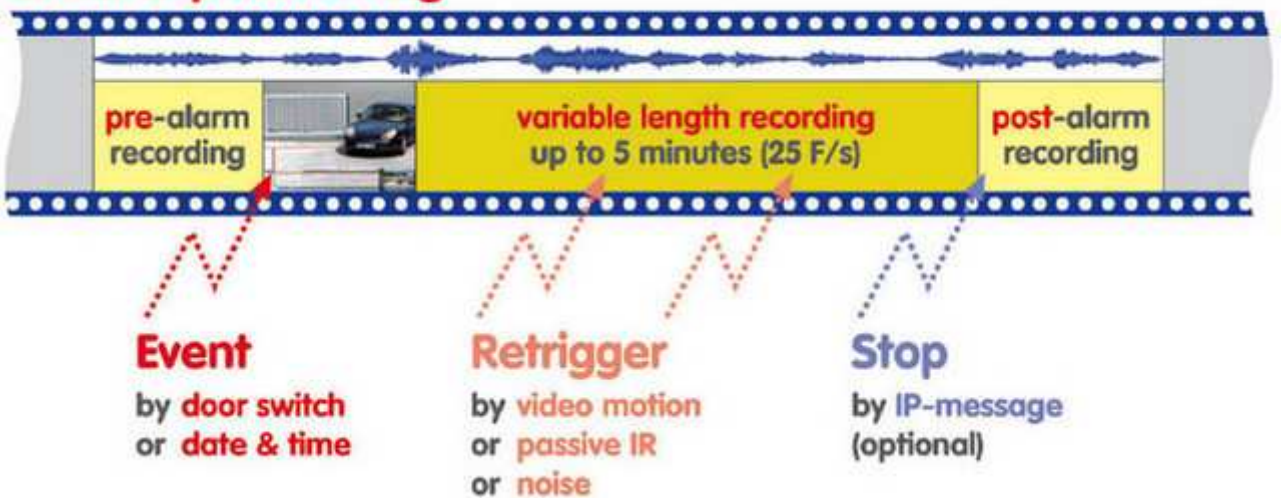 pre-alarm
recording
variable length recording
up to 5 minutes (25 F/s)
post-alarm
recording
Event
by door switch
or date & time
Retrigger
by video motion
or passive IR
or noise
Stop
by IP-message
(optional)